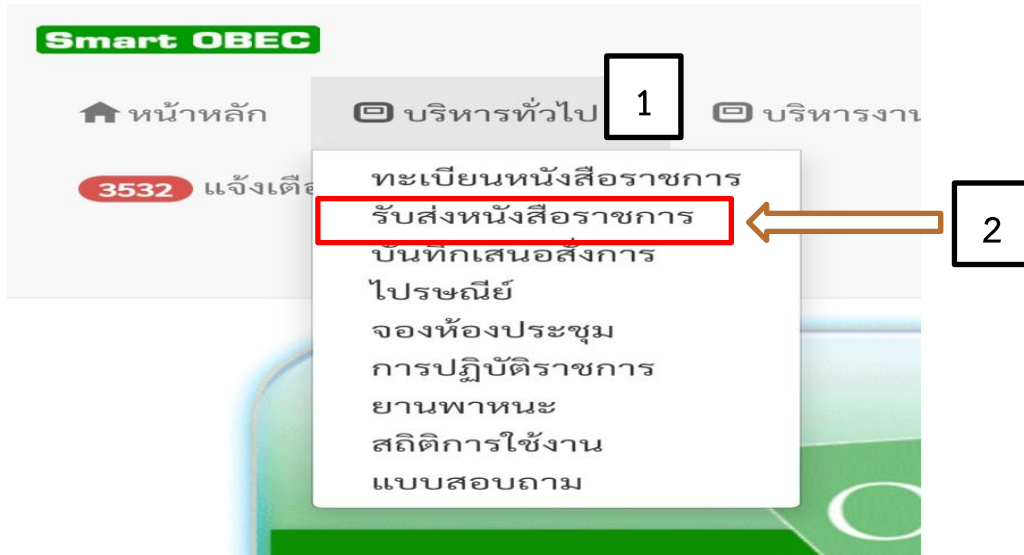 Smart OBEC
หน้าหลัก บริหารทั่วไป 1 บริหารงาน
3532 แจ้งเตือ
ทะเบียนหนังสือราชการ
รับส่งหนังสือราชการ 2
บันทึกเสนอสั่งการ
ไปรษณีย์
จองห้องประชุม
การปฏิบัติราชการ
ยานพาหนะ
สถิติการใช้งาน
แบบสอบถาม
O